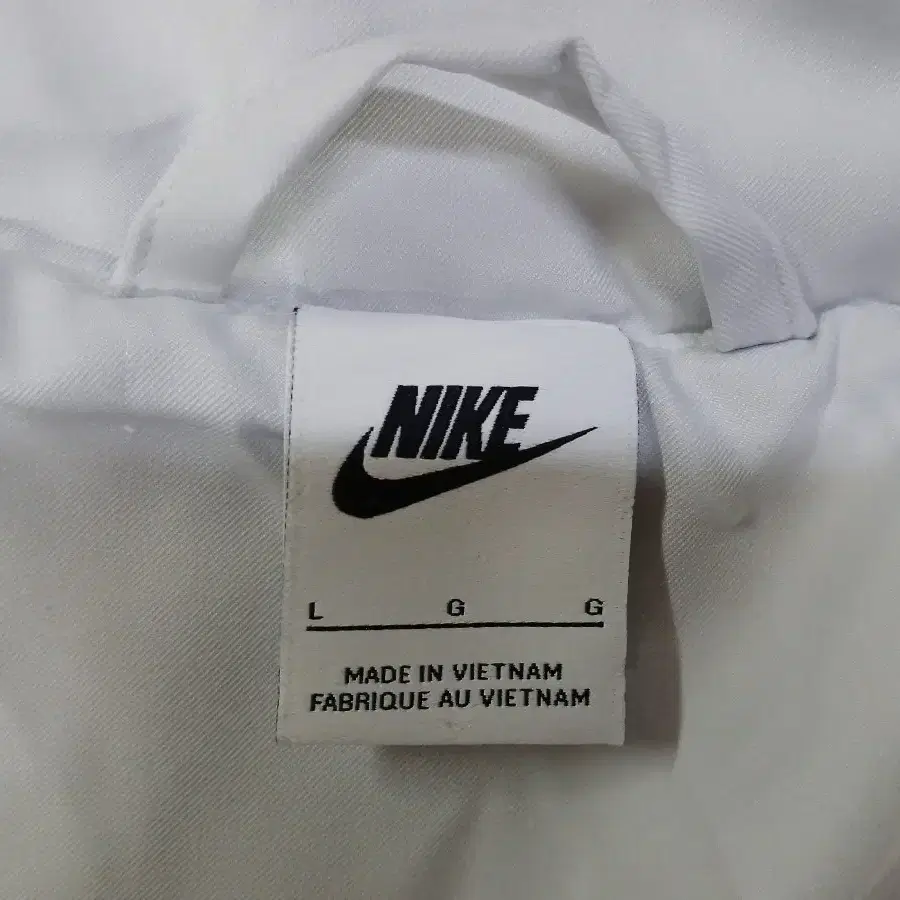 NIKE
L G G
MADE IN VIETNAM
FABRIQUE AU VIETNAM